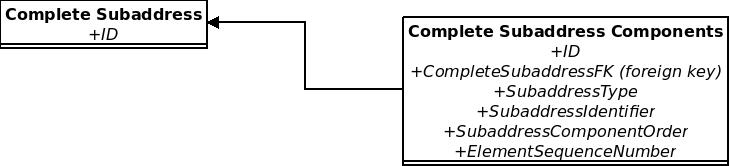 Complete Subaddress
+ID
Complete Subaddress Components
+ID
+CompleteSubaddressFK (foreign key)
+SubaddressType
+SubaddressIdentifier
+SubaddressComponentOrder
+ElementSequenceNumber